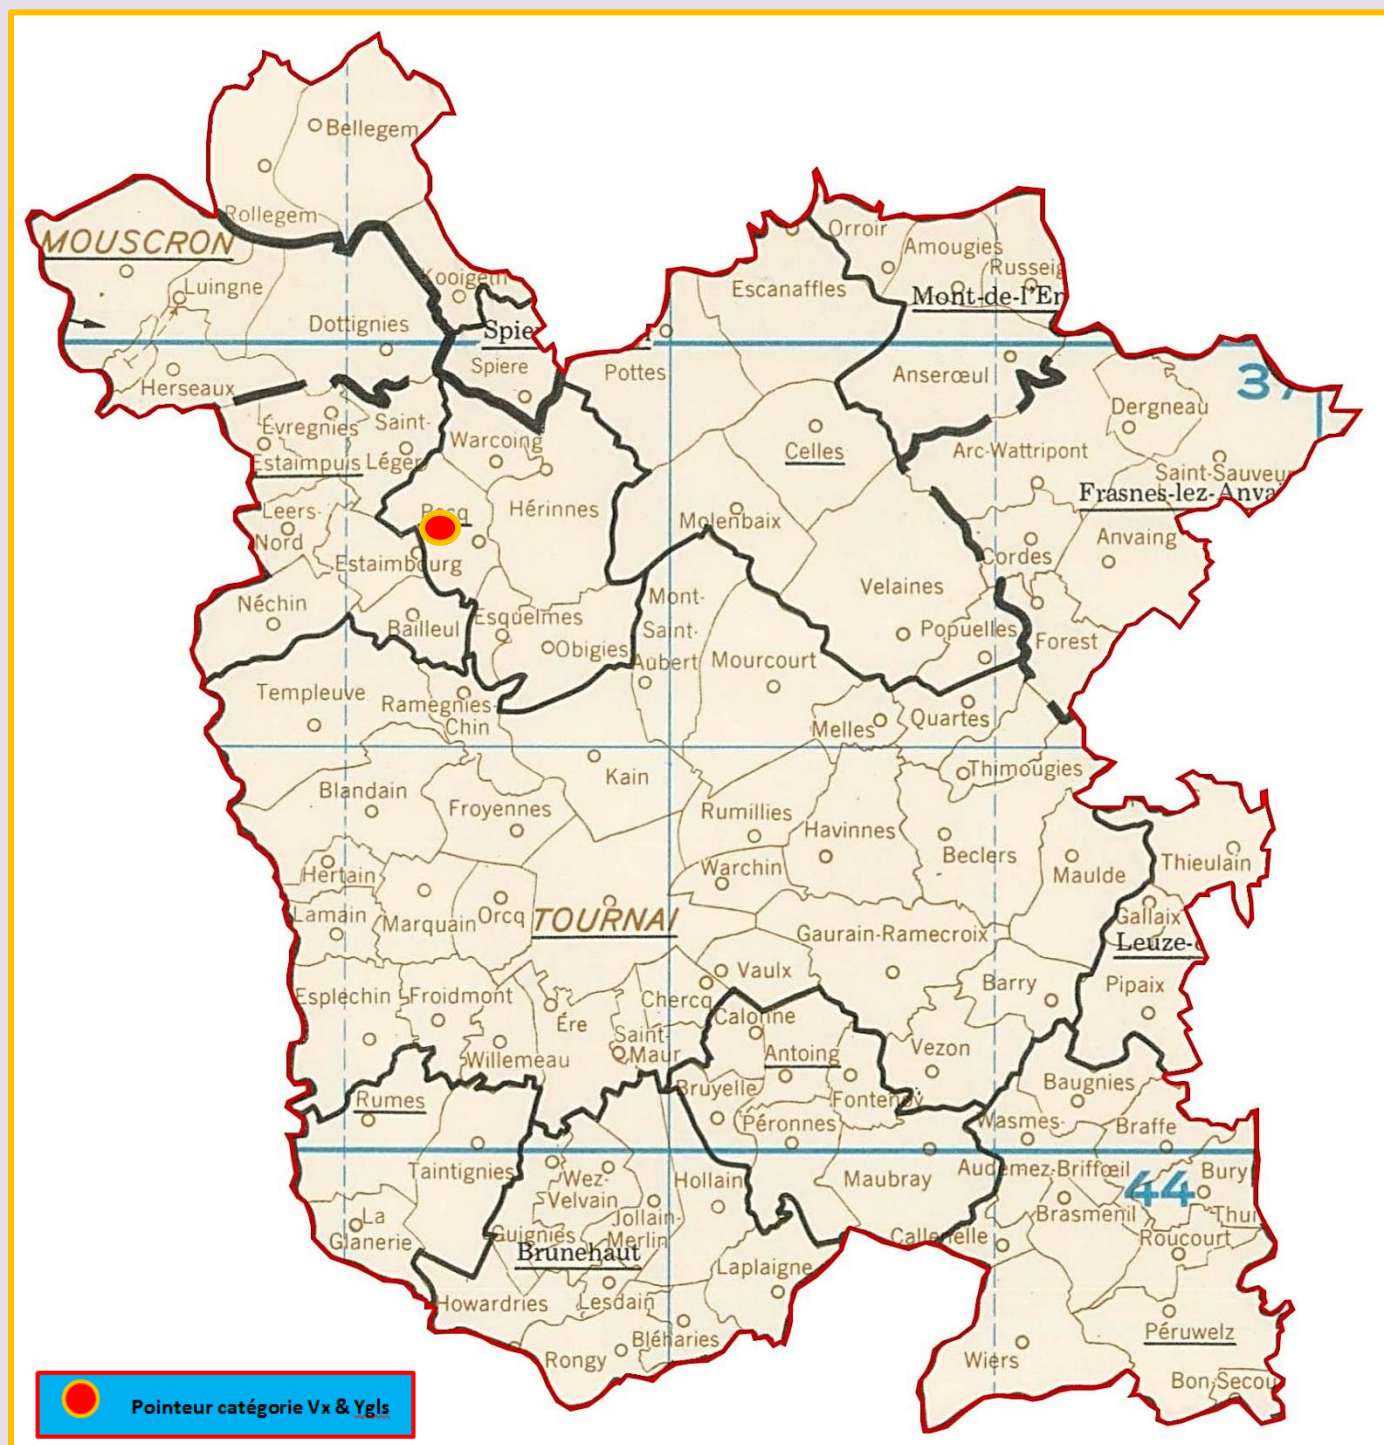 Bellegem
Rollegem
MOUSCRON
Luingne
Kooigem
Dottignies
Herseaux
Spiere
Orroir
Amougies
Escanaffles
Mont-de-l'En
Pottes
Anserœul
37
Dergneau
Évregnies
Saint-
Léger
Estaimpuis
Warcoing
Celles
Arc-Wattripont
Saint-Sauveur
Frasnes-lez-Anva
Leers-
Nord
Pecq
Hérinnes
Molenbaix
Cordes
Anvaing
Estaimbourg
Velaines
Néchin
Bailleul
Esquelmes
Obigies
Mont-
Saint-
Aubert
Mourcourt
Popuelles
Forest
Templeuve
Ramegnies-
Chin
Melles
Quartes
Thimougies
Kain
Blandain
Froyennes
Rumillies
Havinnes
Beclers
Maulde
Thieulain
Hertain
Warchin
Lamain
Marquain
Orcq
TOURNAI
Gaurain-Ramecroix
Gallaix
Leuze-e
Vaulx
Barry
Pipaix
Esplechin
Froidmont
Ére
Chercq
Calonne
Saint-
Maur
Willemeau
Antoing
Vezon
Rumes
Bruyelle
Fontenoy
Baugnies
Péronnes
Wasmes-
Audemez-Briffœil
Braffe
Taintignies
Wez-
Velvain
Hollain
Maubray
Bury
44
La
Glanerie
Guignies
Jollain-
Merlin
Brasmenil
Thui
Brunehaut
Callenelle
Roucourt
Laplaigne
Howardries
Lesdain
Bléharies
Péruwelz
Rongy
Wiers
Bon-Secou
Pointeur catégorie Vx & Ygls